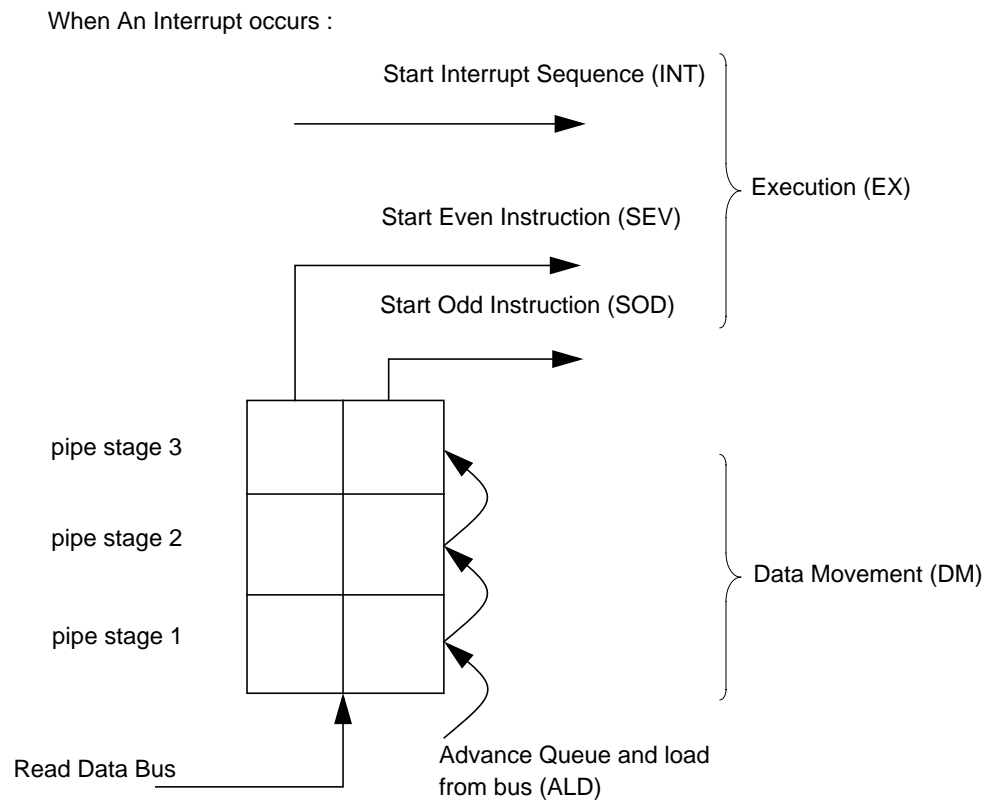 When An Interrupt occurs :
Start Interrupt Sequence (INT)
Execution (EX)
Start Even Instruction (SEV)
Start Odd Instruction (SOD)
pipe stage 3
pipe stage 2
Data Movement (DM)
pipe stage 1
Read Data Bus
Advance Queue and load
from bus (ALD)